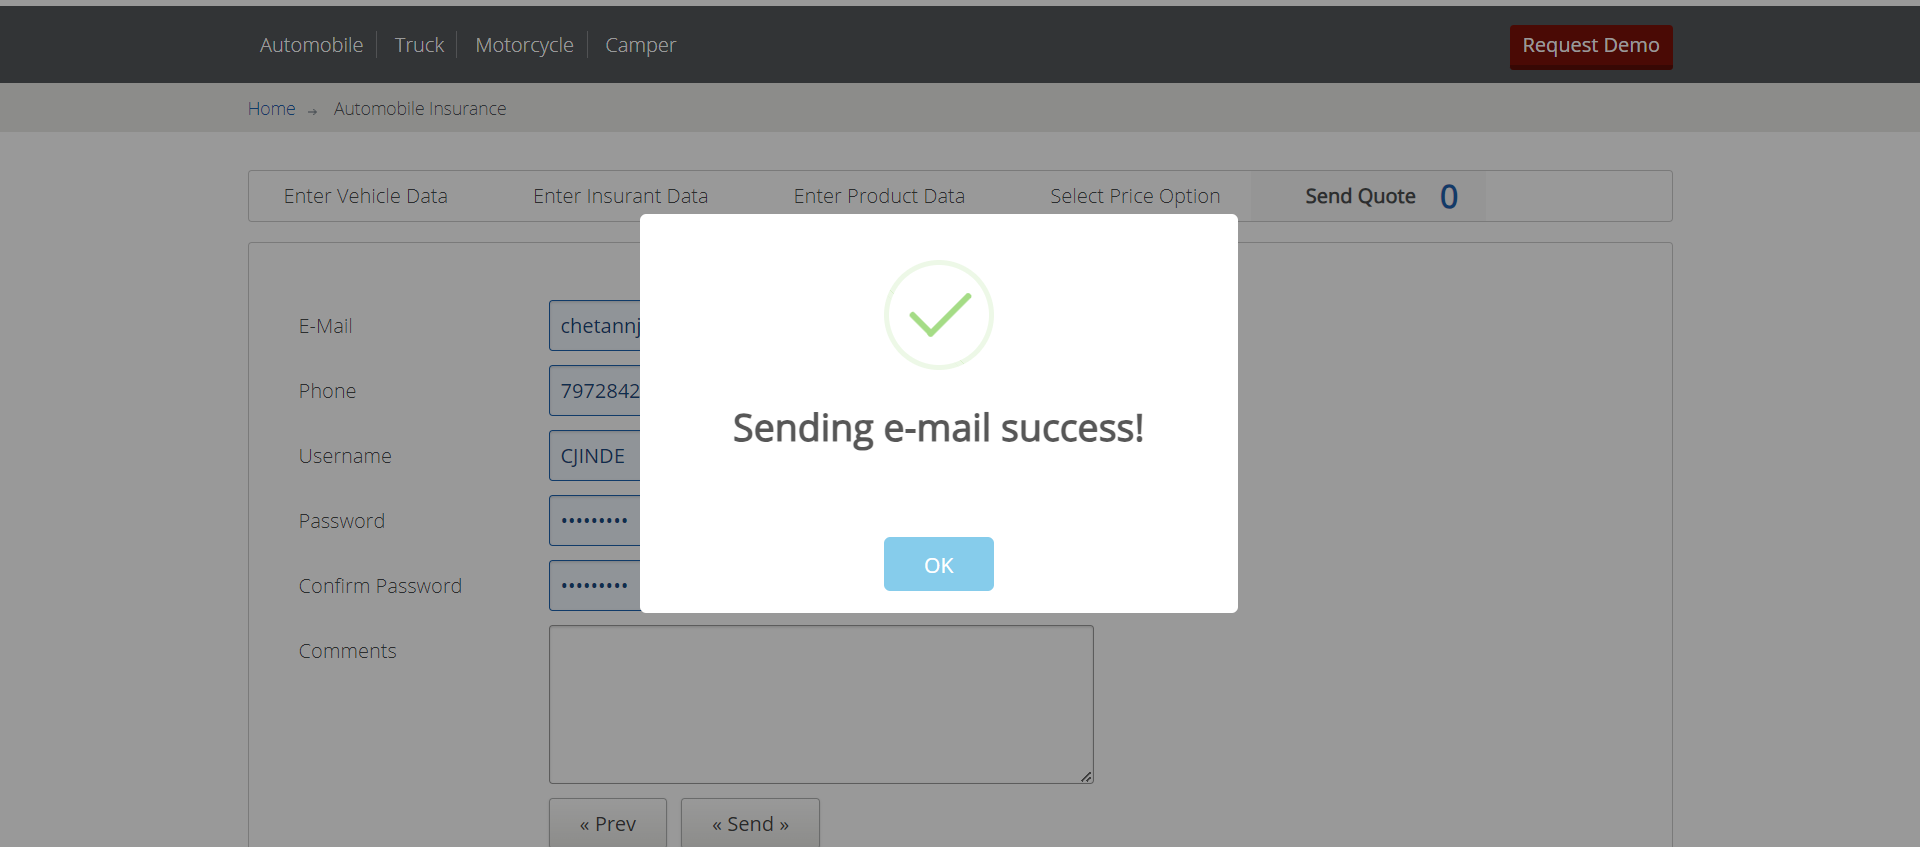 Automobile Truck Motorcycle Camper Request Demo
Home → Automobile Insurance
Enter Vehicle Data Enter Insurant Data Enter Product Data Select Price Option Send Quote 0
E-Mail chetannj
Phone 7972842
Sending e-mail success!
Username CJINDE
Password •••••••••
OK
Confirm Password •••••••••
Comments
« Prev « Send »